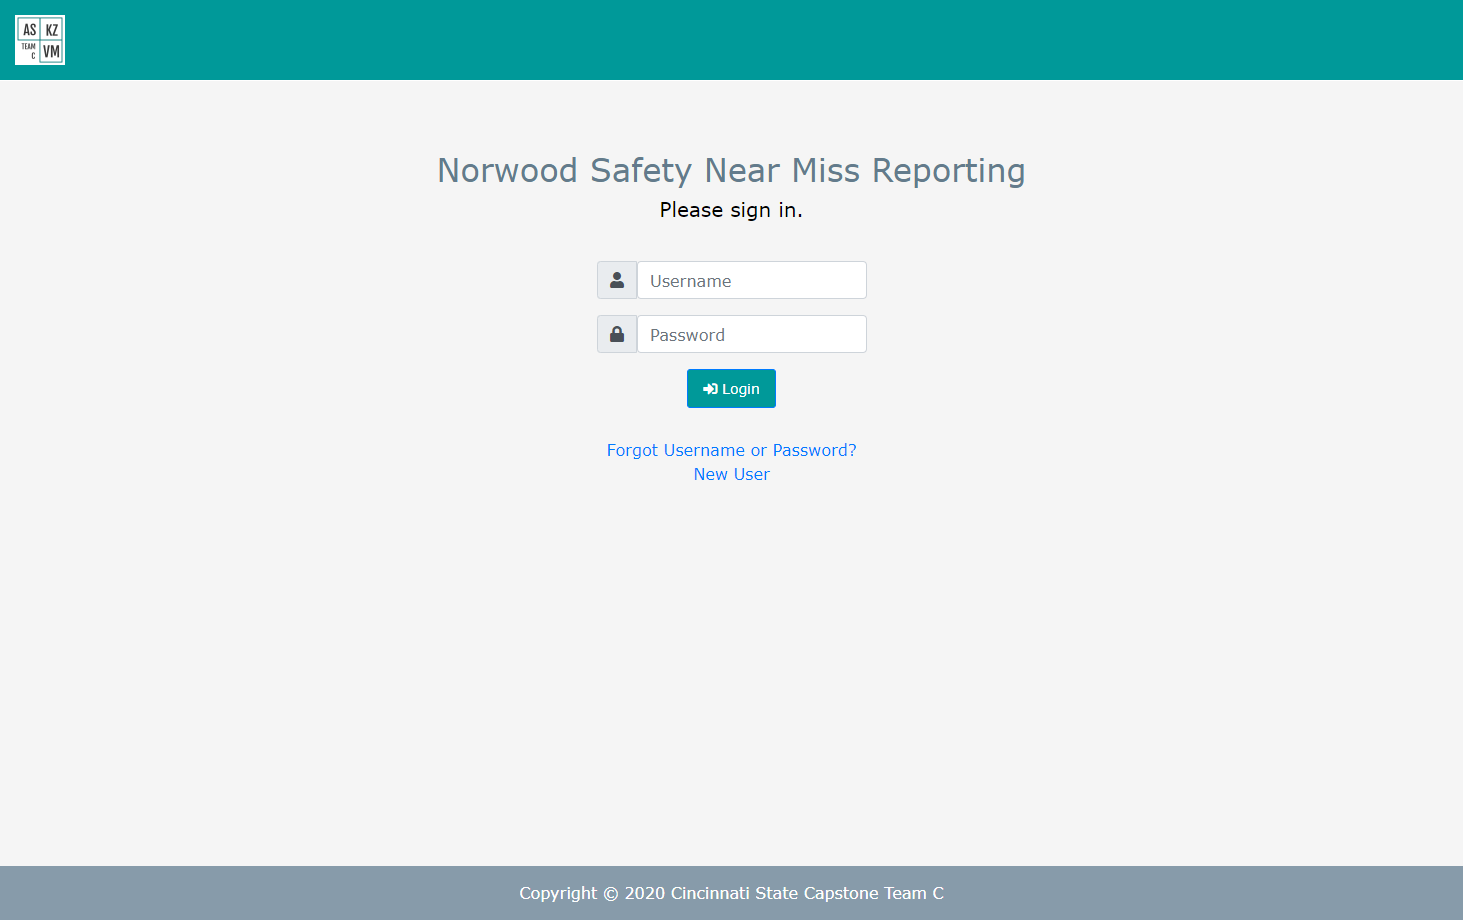 AS KZ
TEAM
C VM
Norwood Safety Near Miss Reporting
Please sign in.
Username
Password
Login
Forgot Username or Password?
New User
Copyright © 2020 Cincinnati State Capstone Team C